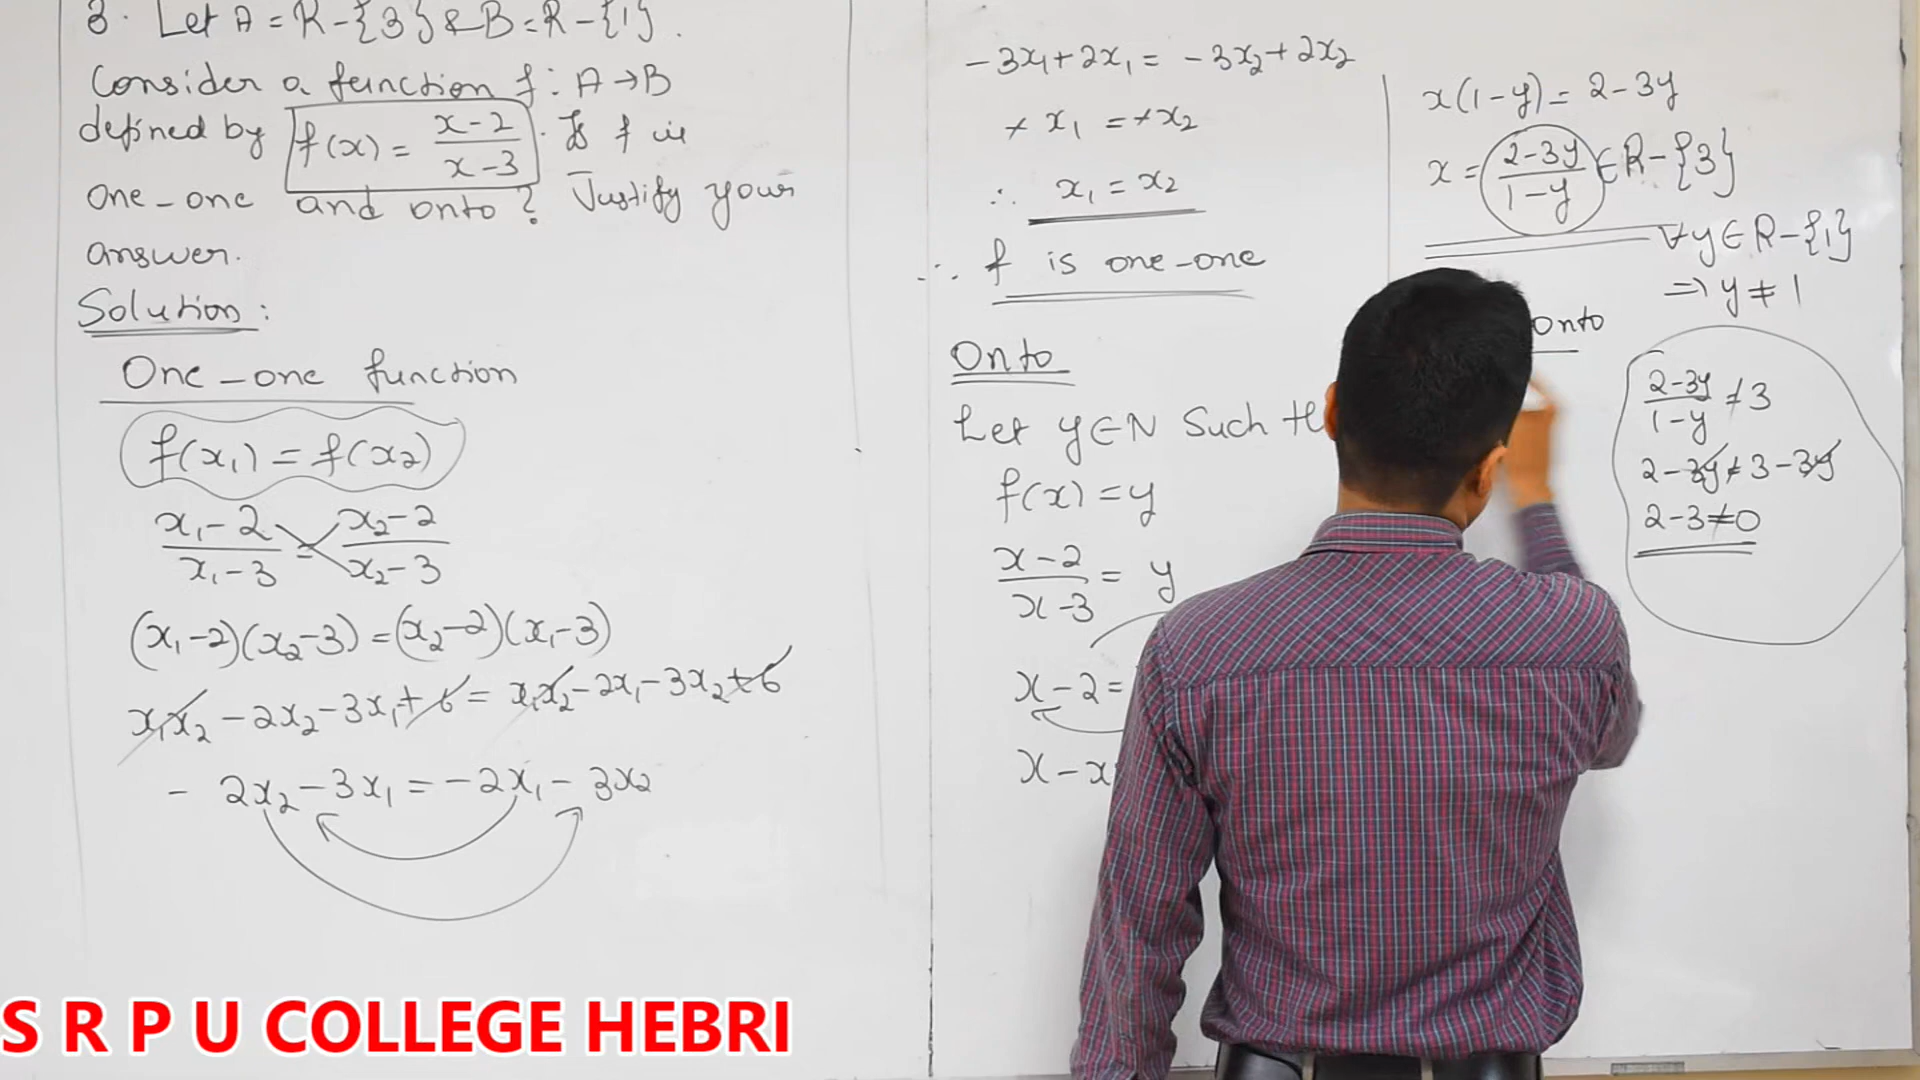 8. Let A = R-{3} & B = R-{1}.
Consider a function f: A→B
defined by f(x) = (x-2)/(x-3). Is f is
one-one and onto? Justify your
answer.
Solution:
One-one function
f(x₁) = f(x₂)
(x₁-2)/(x₁-3) = (x₂-2)/(x₂-3)
(x₁-2)(x₂-3) = (x₂-2)(x₁-3)
x₁x₂ - 2x₂ - 3x₁ + 6 = x₁x₂ - 2x₁ - 3x₂ + 6
- 2x₂ - 3x₁ = -2x₁ - 3x₂
-3x₁ + 2x₁ = -3x₂ + 2x₂
-x₁ = -x₂
∴ x₁ = x₂
∴ f is one-one
Onto
Let y∈N Such
f(x) = y
(x-2)/(x-3) = y
x-2 =
x-x
x(1-y) = 2-3y
x = (2-3y)/(1-y) ∈ R-{3}
∀y∈R-{1}
⇒ y ≠ 1
onto
(2-3y)/(1-y) ≠ 3
2-3y ≠ 3-3y
2-3 ≠ 0
S R P U COLLEGE HEBRI